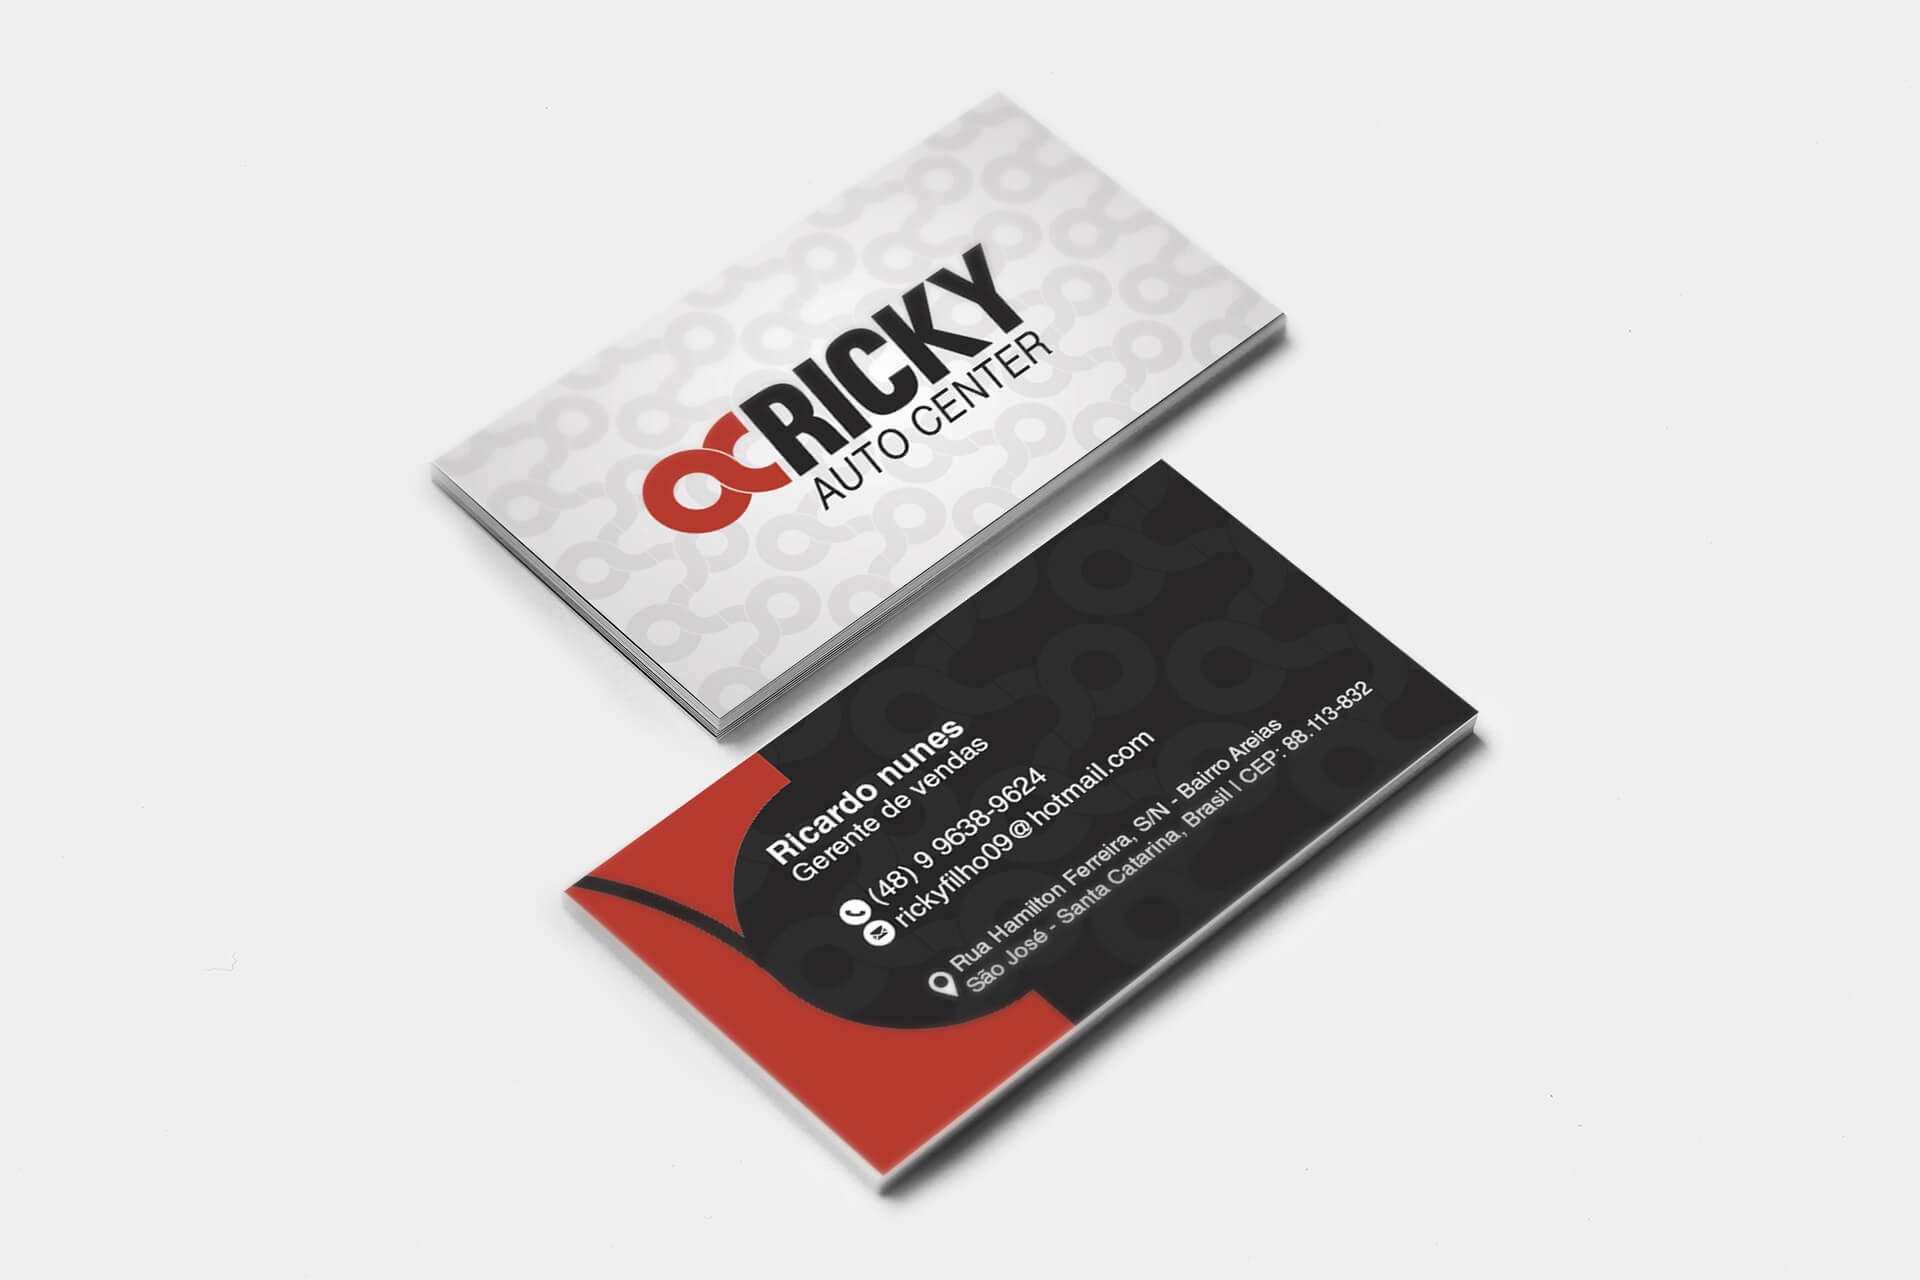 RICKY
AUTO CENTER
Ricardo nunes
Gerente de vendas
(48) 9 9638-9624
rickyfilho09@hotmail.com
Rua Hamilton Ferreira, S/N - Bairro Areias
São José - Santa Catarina, Brasil | CEP: 88.113-832